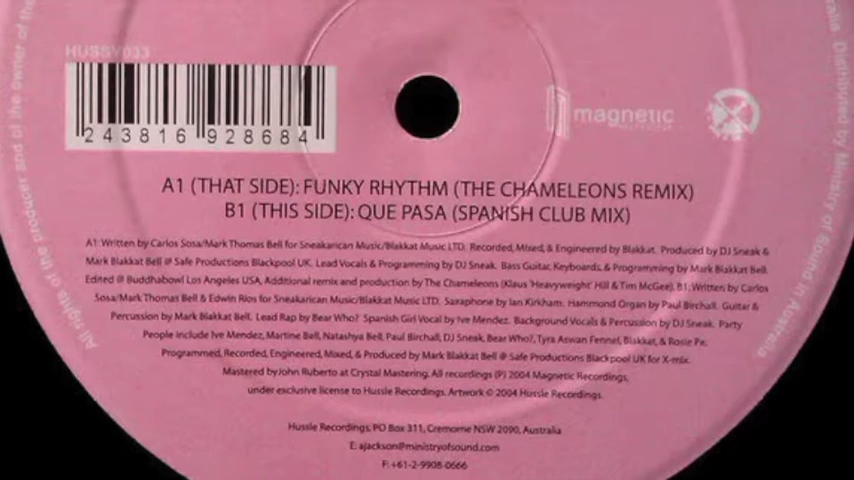 HUSSY033
243816 928684
magnetic
A1 (THAT SIDE): FUNKY RHYTHM (THE CHAMELEONS REMIX)
B1 (THIS SIDE): QUE PASA (SPANISH CLUB MIX)
A1: Written by Carlos Sosa/Mark Thomas Bell for Sneakarican Music/Blakkat Music LTD. Recorded, Mixed, & Engineered by Blakkat. Produced by DJ Sneak &
Mark Blakkat Bell @ Safe Productions Blackpool UK. Lead Vocals & Programming by DJ Sneak. Bass Guitar, Keyboards, & Programming by Mark Blakkat Bell.
Edited @ Buddhabowl Los Angeles USA, Additional remix and production by The Chameleons (Klaus 'Heavyweight' Hill & Tim McGee). B1: Written by Carlos
Sosa/Mark Thomas Bell & Edwin Rios for Sneakarican Music/Blakkat Music LTD. Saxaphone by Ian Kirkham. Hammond Organ by Paul Birchall. Guitar &
Percussion by Mark Blakkat Bell. Lead Rap by Bear Who? Spanish Girl Vocal by Ive Mendez. Background Vocals & Percussion by DJ Sneak. Party
People include Ive Mendez, Martine Bell, Natashya Bell, Paul Birchall, DJ Sneak, Bear Who?, Tyra Aswan Fennel, Blakkat, & Rosie Pe.
Programmed, Recorded, Engineered, Mixed, & Produced by Mark Blakkat Bell @ Safe Productions Blackpool UK for X-mix.
Mastered by John Ruberto at Crystal Mastering. All recordings (P) 2004 Magnetic Recordings,
under exclusive license to Hussle Recordings. Artwork © 2004 Hussle Recordings.
Hussle Recordings, PO Box 311, Cremorne NSW 2090, Australia
E: ajackson@ministryofsound.com
F: +61-2-9908-0666
All rights of the producer and of the owner of the
Distributed by Ministry of Sound in Australia